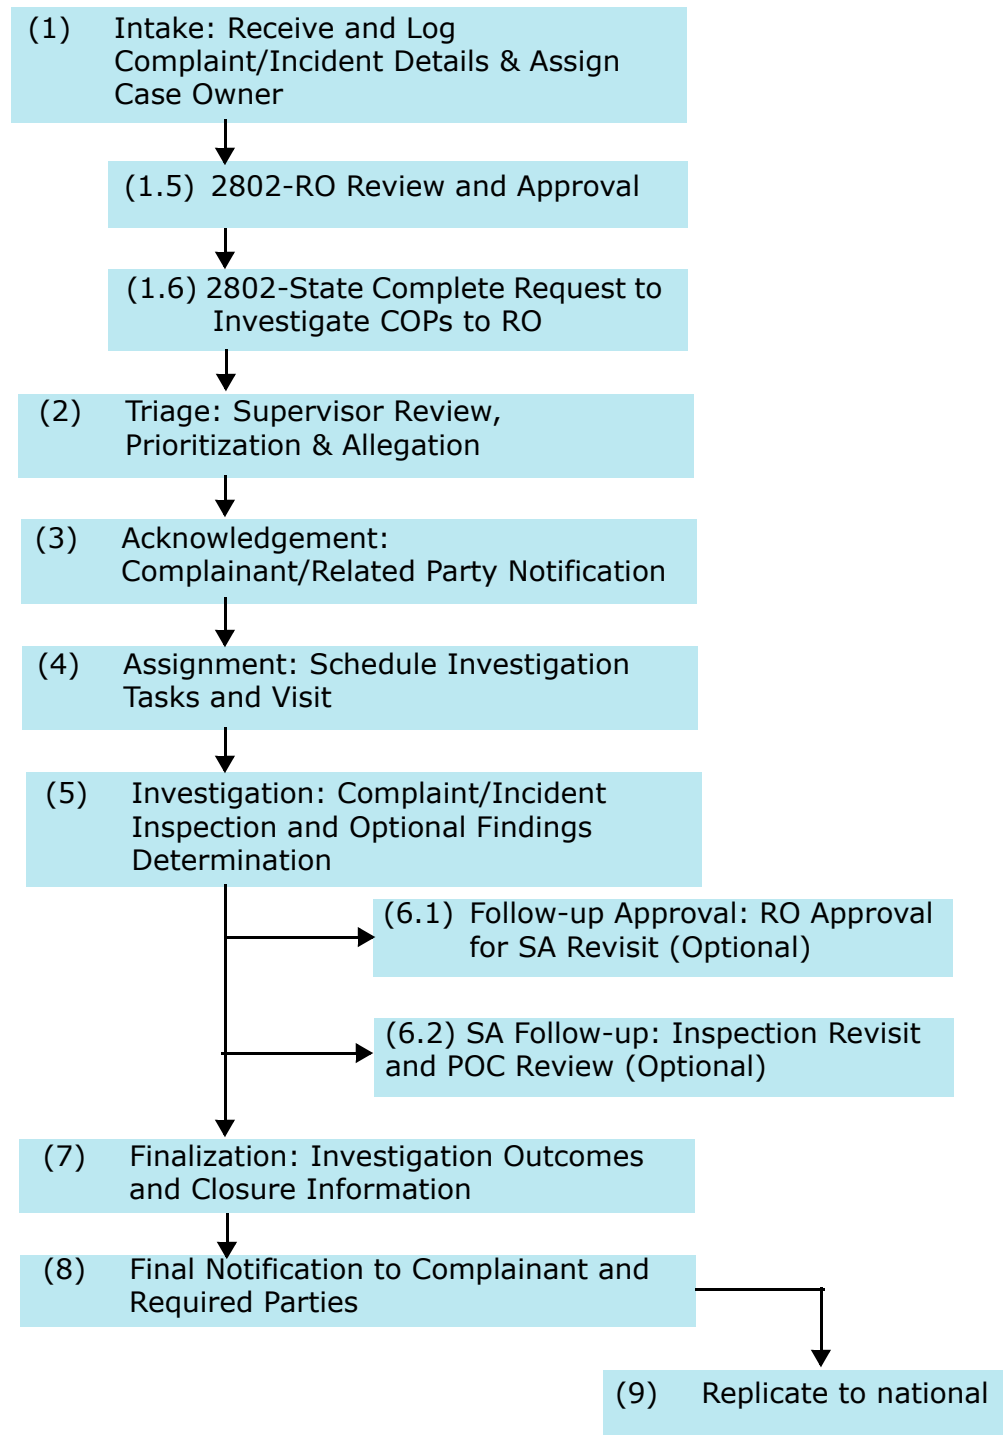 (1) Intake: Receive and Log
Complaint/Incident Details & Assign
Case Owner
(1.5) 2802-RO Review and Approval
(1.6) 2802-State Complete Request to
Investigate COPs to RO
(2) Triage: Supervisor Review,
Prioritization & Allegation
(3) Acknowledgement:
Complainant/Related Party Notification
(4) Assignment: Schedule Investigation
Tasks and Visit
(5) Investigation: Complaint/Incident
Inspection and Optional Findings
Determination
(6.1) Follow-up Approval: RO Approval
for SA Revisit (Optional)
(6.2) SA Follow-up: Inspection Revisit
and POC Review (Optional)
(7) Finalization: Investigation Outcomes
and Closure Information
(8) Final Notification to Complainant and
Required Parties
(9) Replicate to national